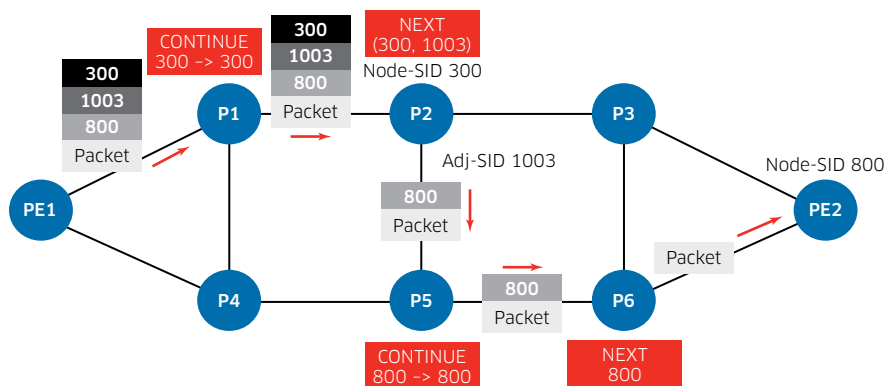 300
1003
800
Packet
CONTINUE
300 -> 300
300
1003
800
Packet
NEXT
(300, 1003)
Node-SID 300
P1
P2
P3
Adj-SID 1003
Node-SID 800
PE1
800
Packet
PE2
Packet
P4
P5
800
Packet
P6
CONTINUE
800 -> 800
NEXT
800